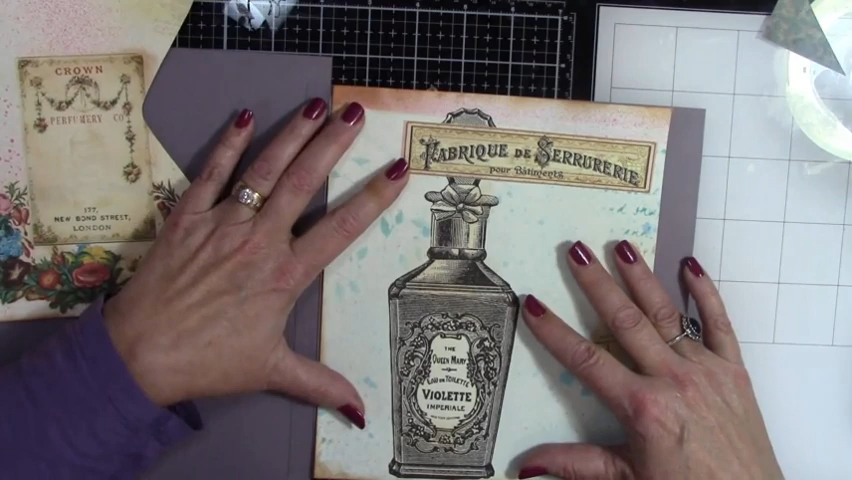 CROWN
PERFUMERY CO
177,
NEW BOND STREET,
LONDON
FABRIQUE DE SERRURERIE
pour Bâtiments
THE
QUEEN MARY
EAU DE TOILETTE
VIOLETTE
IMPERIALE